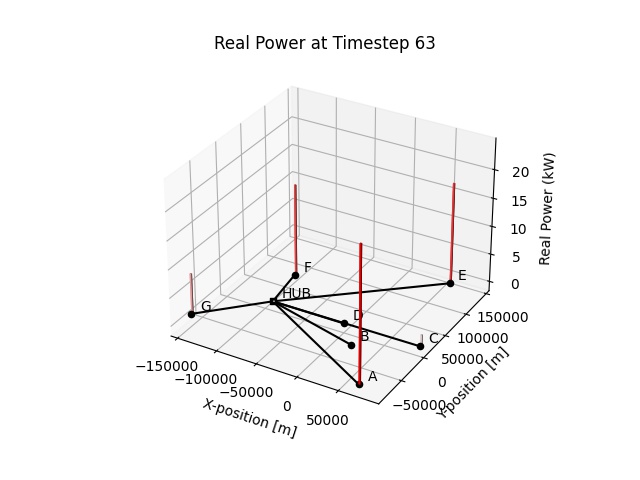 Real Power at Timestep 63
20
15
10
5
0
Real Power (kW)
F
E
HUB
G
D
B
C
A
150000
100000
50000
0
−50000
Y-position [m]
−150000
−100000
−50000
0
50000
X-position [m]